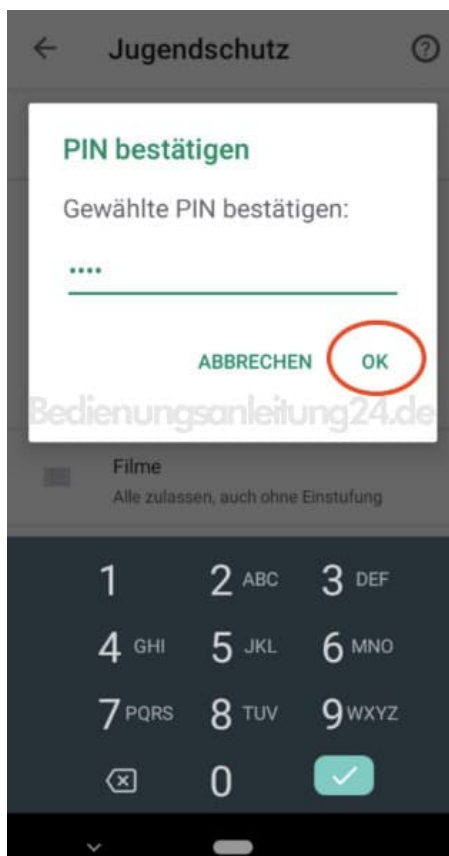 Jugendschutz
PIN bestätigen
Gewählte PIN bestätigen:
••••
ABBRECHEN OK
Bedienungsanleitung24.de
Filme
Alle zulassen, auch ohne Einstufung
1 2 ABC 3 DEF
4 GHI 5 JKL 6 MNO
7 PQRS 8 TUV 9 WXYZ
0